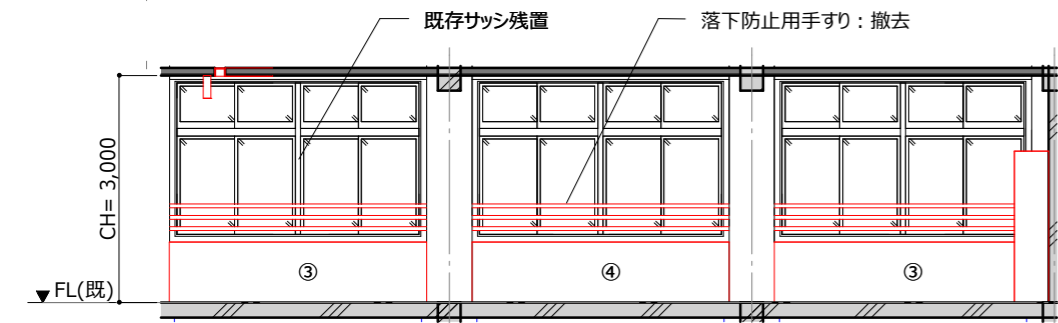 既存サッシ残置
落下防止用手すり：撤去
CH= 3,000
③
④
③
FL(既)